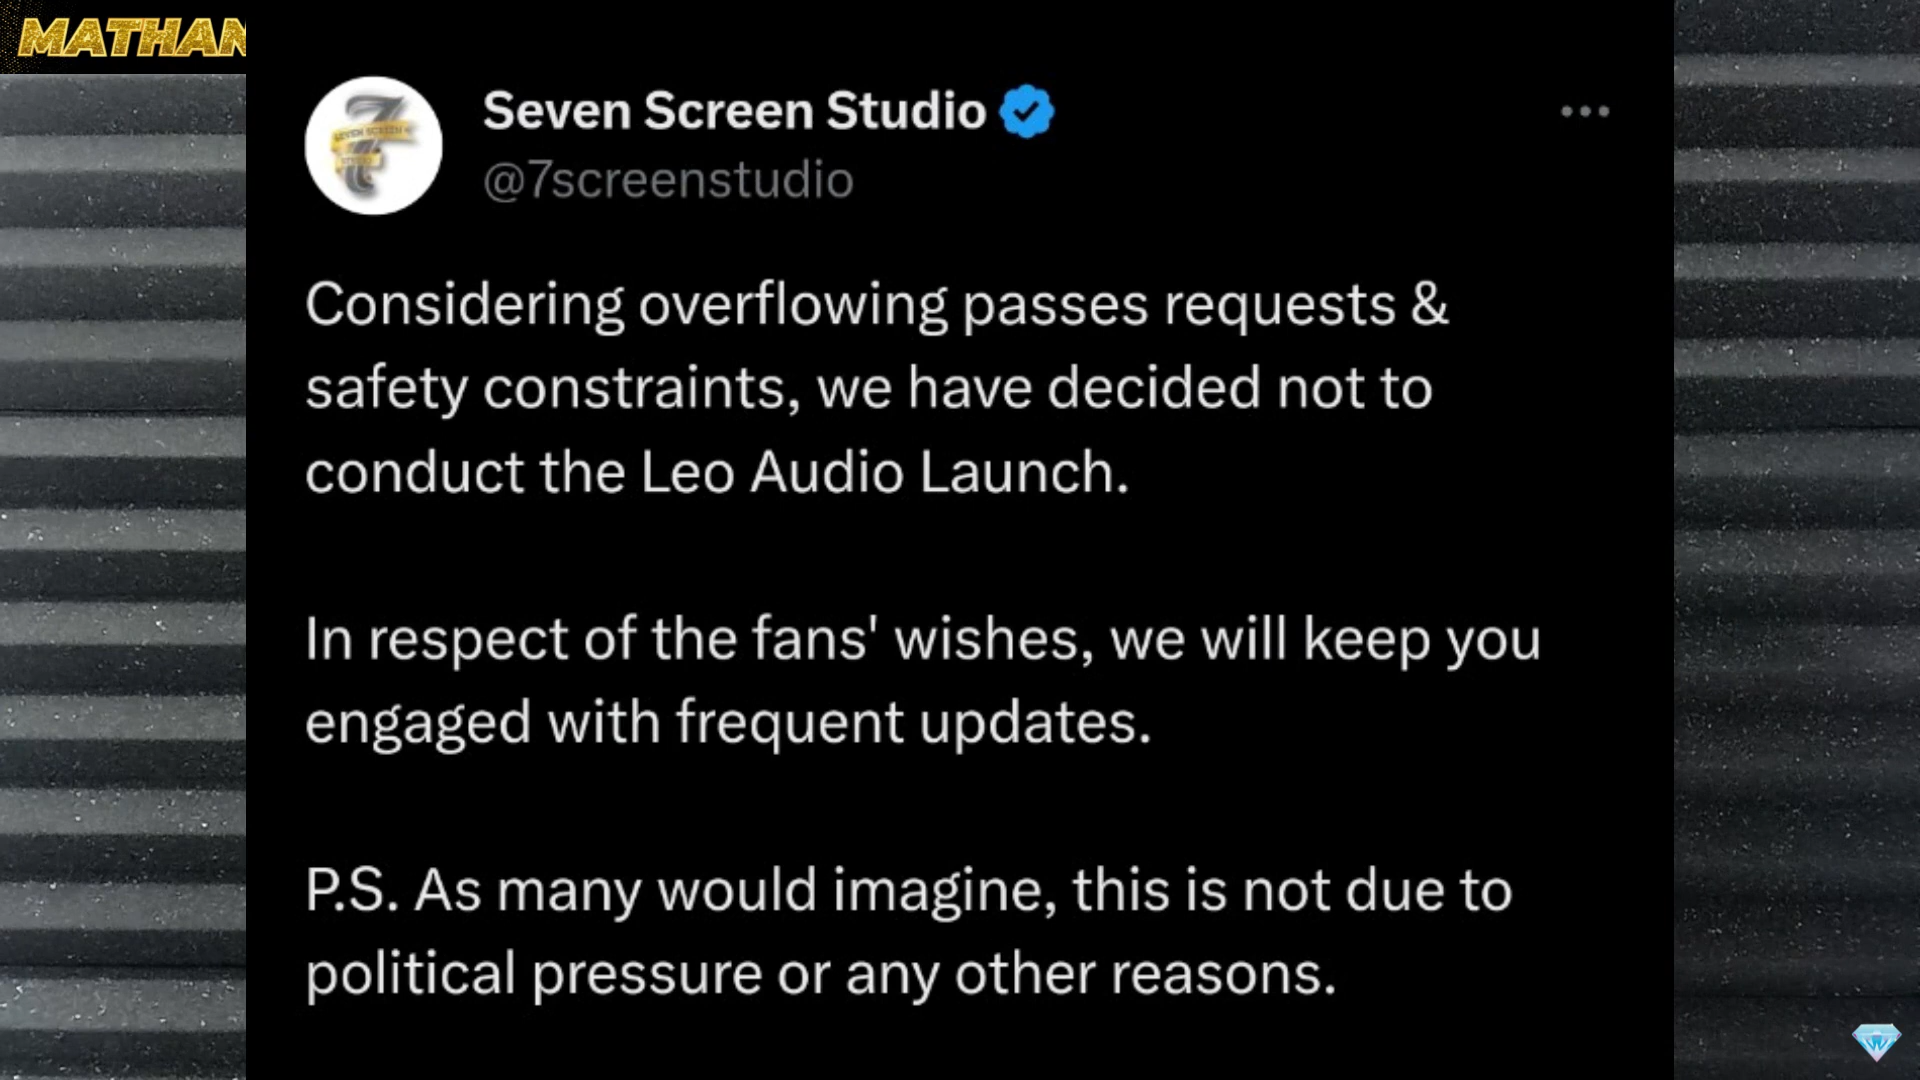 MATHAN
Seven Screen Studio
@7screenstudio
Considering overflowing passes requests &
safety constraints, we have decided not to
conduct the Leo Audio Launch.
In respect of the fans' wishes, we will keep you
engaged with frequent updates.
P.S. As many would imagine, this is not due to
political pressure or any other reasons.